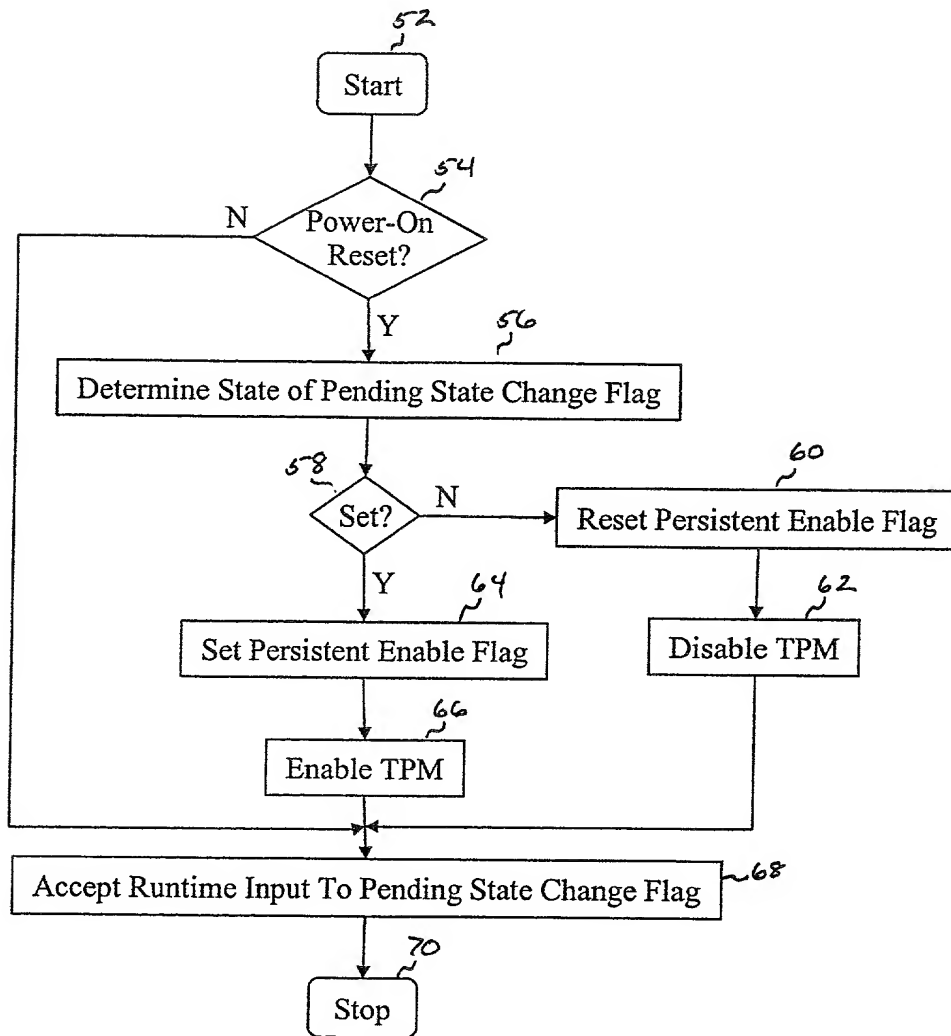 52
Start
54
N
Power-On
Reset?
Y
56
Determine State of Pending State Change Flag
58
Set?
N
60
Reset Persistent Enable Flag
Y
64
Set Persistent Enable Flag
62
Disable TPM
66
Enable TPM
Accept Runtime Input To Pending State Change Flag
68
70
Stop